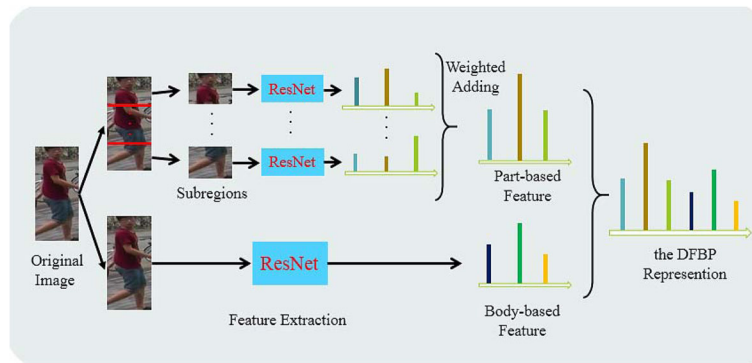 Weighted
Adding
ResNet
ResNet
Subregions
Part-based
Feature
Original
Image
ResNet
Feature Extraction
Body-based
Feature
the DFBP
Represention